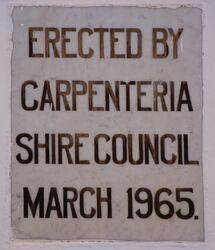 ERECTED BY
CARPENTERIA
SHIRE COUNCIL
MARCH 1965.